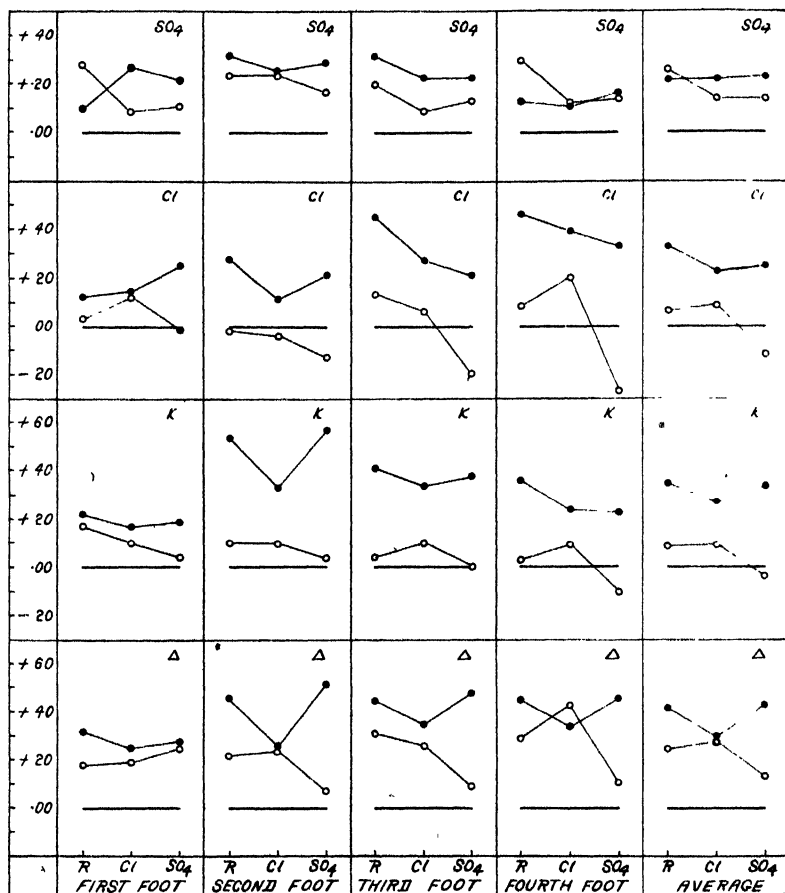 SO4 SO4 SO4 SO4 SO4
+ 40
+.20
.00
Cl Cl Cl Cl Cl
+ 40
+ 20
00
- 20
K K K K K
+ 60
+ 40
+ 20
.00
- 20
Δ Δ Δ Δ Δ
+ 60
+ 40
+ 20
.00
R Cl SO4 R Cl SO4 R Cl SO4 R Cl SO4 R Cl SO4
FIRST FOOT SECOND FOOT THIRD FOOT FOURTH FOOT AVERAGE